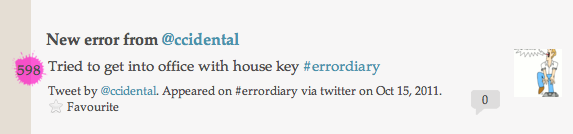 New error from @ccidental
598
Tried to get into office with house key #errordiary
Tweet by @ccidental. Appeared on #errordiary via twitter on Oct 15, 2011.
0
Favourite